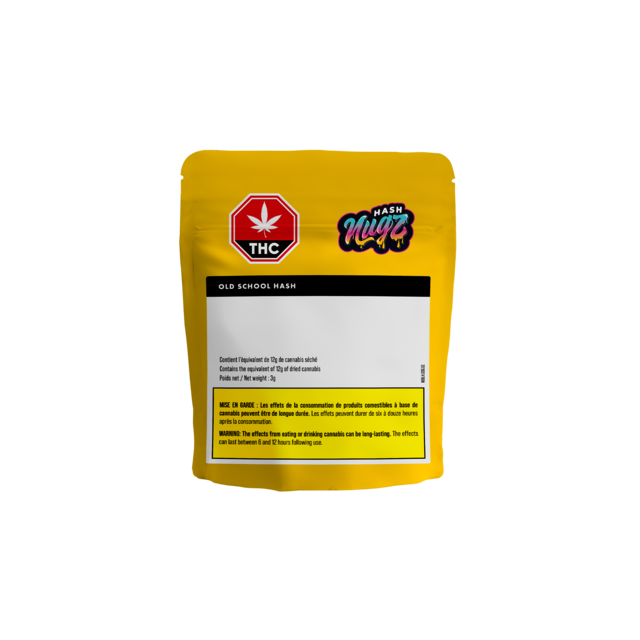 THC
HASH
Nugz
OLD SCHOOL HASH
Contient l'équivalent de 12g de cannabis séché
Contains the equivalent of 12g of dried cannabis
Poids net / Net weight : 3g
MISE EN GARDE : Les effets de la consommation de produits comestibles à base de
cannabis peuvent être de longue durée. Les effets peuvent durer de six à douze heures
après la consommation.
WARNING: The effects from eating or drinking cannabis can be long-lasting. The effects
can last between 6 and 12 hours following use.